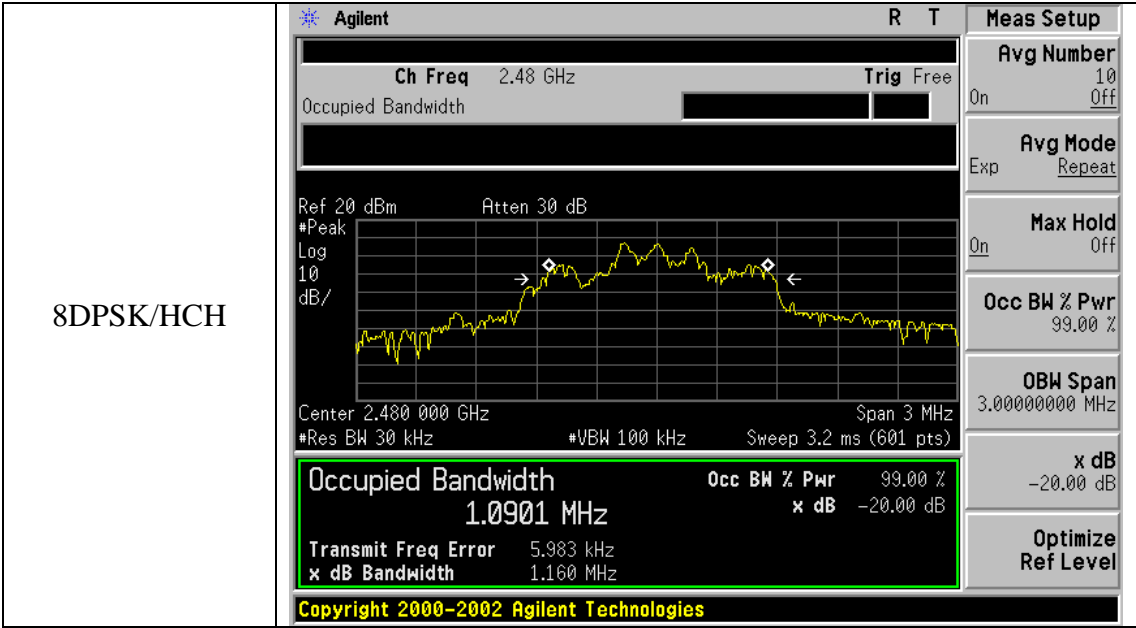 8DPSK/HCH
Agilent R T
Ch Freq 2.48 GHz Trig Free
Occupied Bandwidth
Ref 20 dBm Atten 30 dB
#Peak
Log
10
dB/
Center 2.480 000 GHz Span 3 MHz
#Res BW 30 kHz #VBW 100 kHz Sweep 3.2 ms (601 pts)
Occupied Bandwidth Occ BW % Pwr 99.00 %
1.0901 MHz x dB -20.00 dB
Transmit Freq Error 5.983 kHz
x dB Bandwidth 1.160 MHz
Copyright 2000-2002 Agilent Technologies
Meas Setup
Avg Number
10
On Off
Avg Mode
Exp Repeat
Max Hold
On Off
Occ BW % Pwr
99.00 %
OBW Span
3.00000000 MHz
x dB
-20.00 dB
Optimize
Ref Level